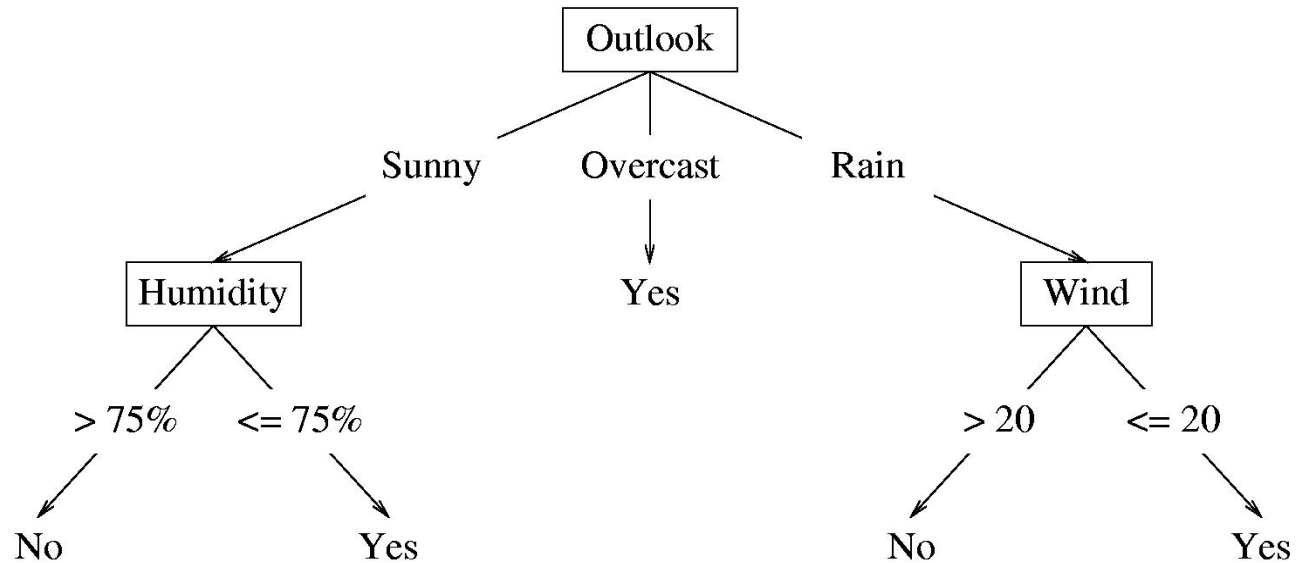 Outlook
Sunny Overcast Rain
Humidity Yes Wind
> 75% <= 75% > 20 <= 20
No Yes No Yes